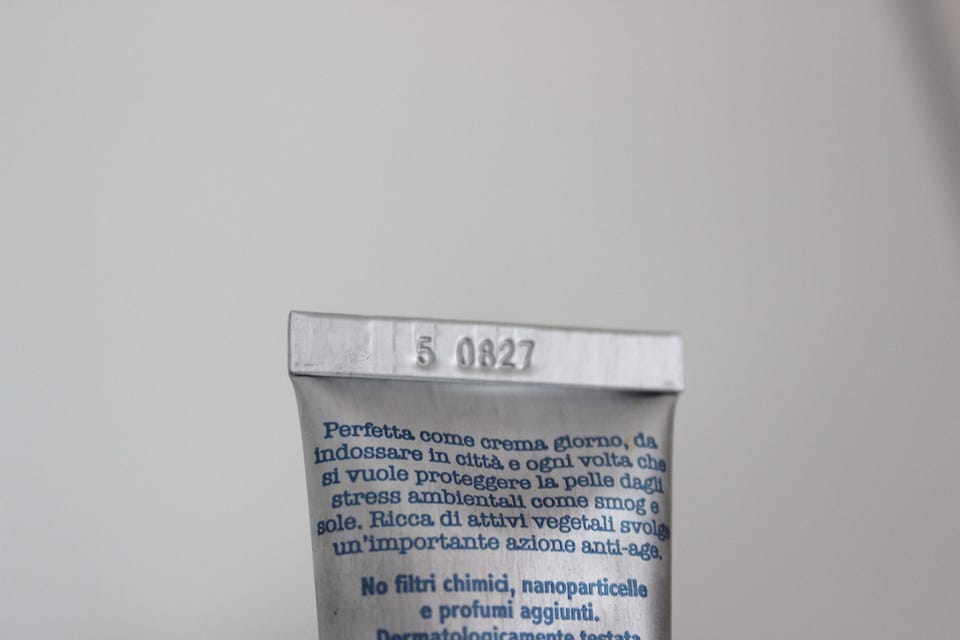 5 0827
Perfetta come crema giorno, da
indossare in città e ogni volta che
si vuole proteggere la pelle dagli
stress ambientali come smog e
sole. Ricca di attivi vegetali svolge
un'importante azione anti-age.
No filtri chimici, nanoparticelle
e profumi aggiunti.
Dermatologicamente testata